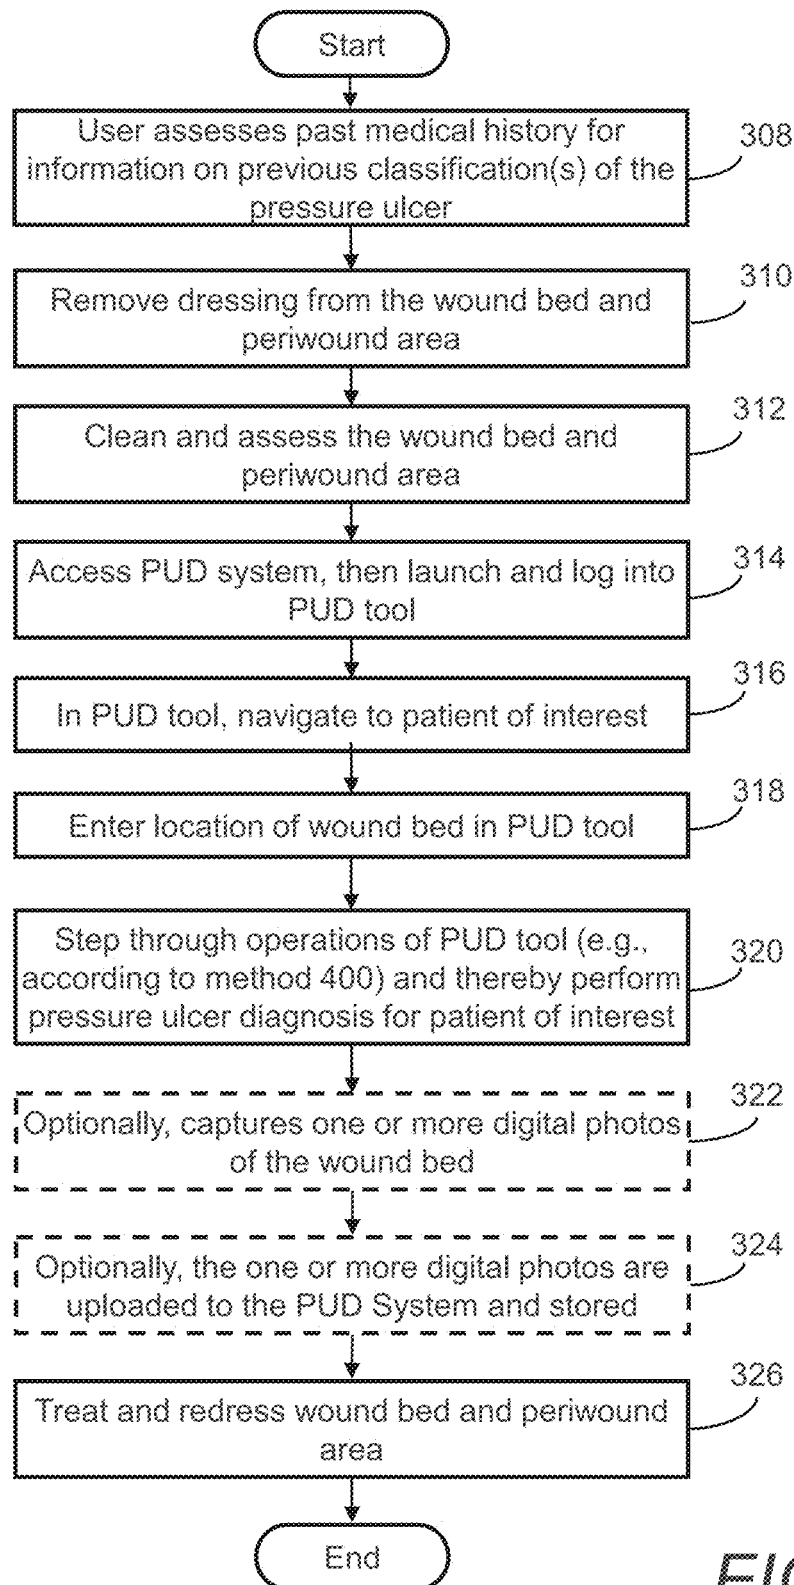 Start
User assesses past medical history for
information on previous classification(s) of the
pressure ulcer
308
Remove dressing from the wound bed and
periwound area
310
Clean and assess the wound bed and
periwound area
312
Access PUD system, then launch and log into
PUD tool
314
In PUD tool, navigate to patient of interest
316
Enter location of wound bed in PUD tool
318
Step through operations of PUD tool (e.g.,
according to method 400) and thereby perform
pressure ulcer diagnosis for patient of interest
320
Optionally, captures one or more digital photos
of the wound bed
322
Optionally, the one or more digital photos are
uploaded to the PUD System and stored
324
Treat and redress wound bed and periwound
area
326
End